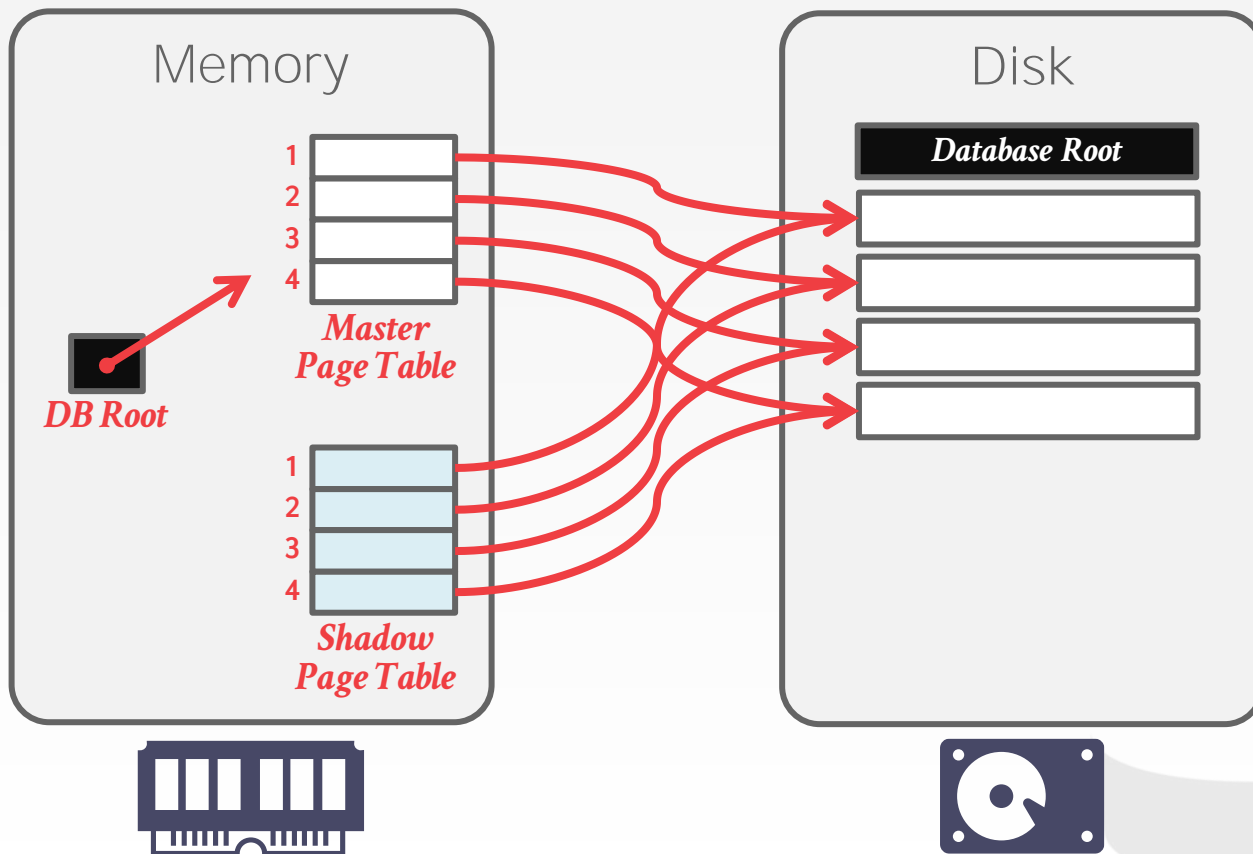 Memory
1
2
3
4
Master
Page Table
DB Root
1
2
3
4
Shadow
Page Table
Disk
Database Root